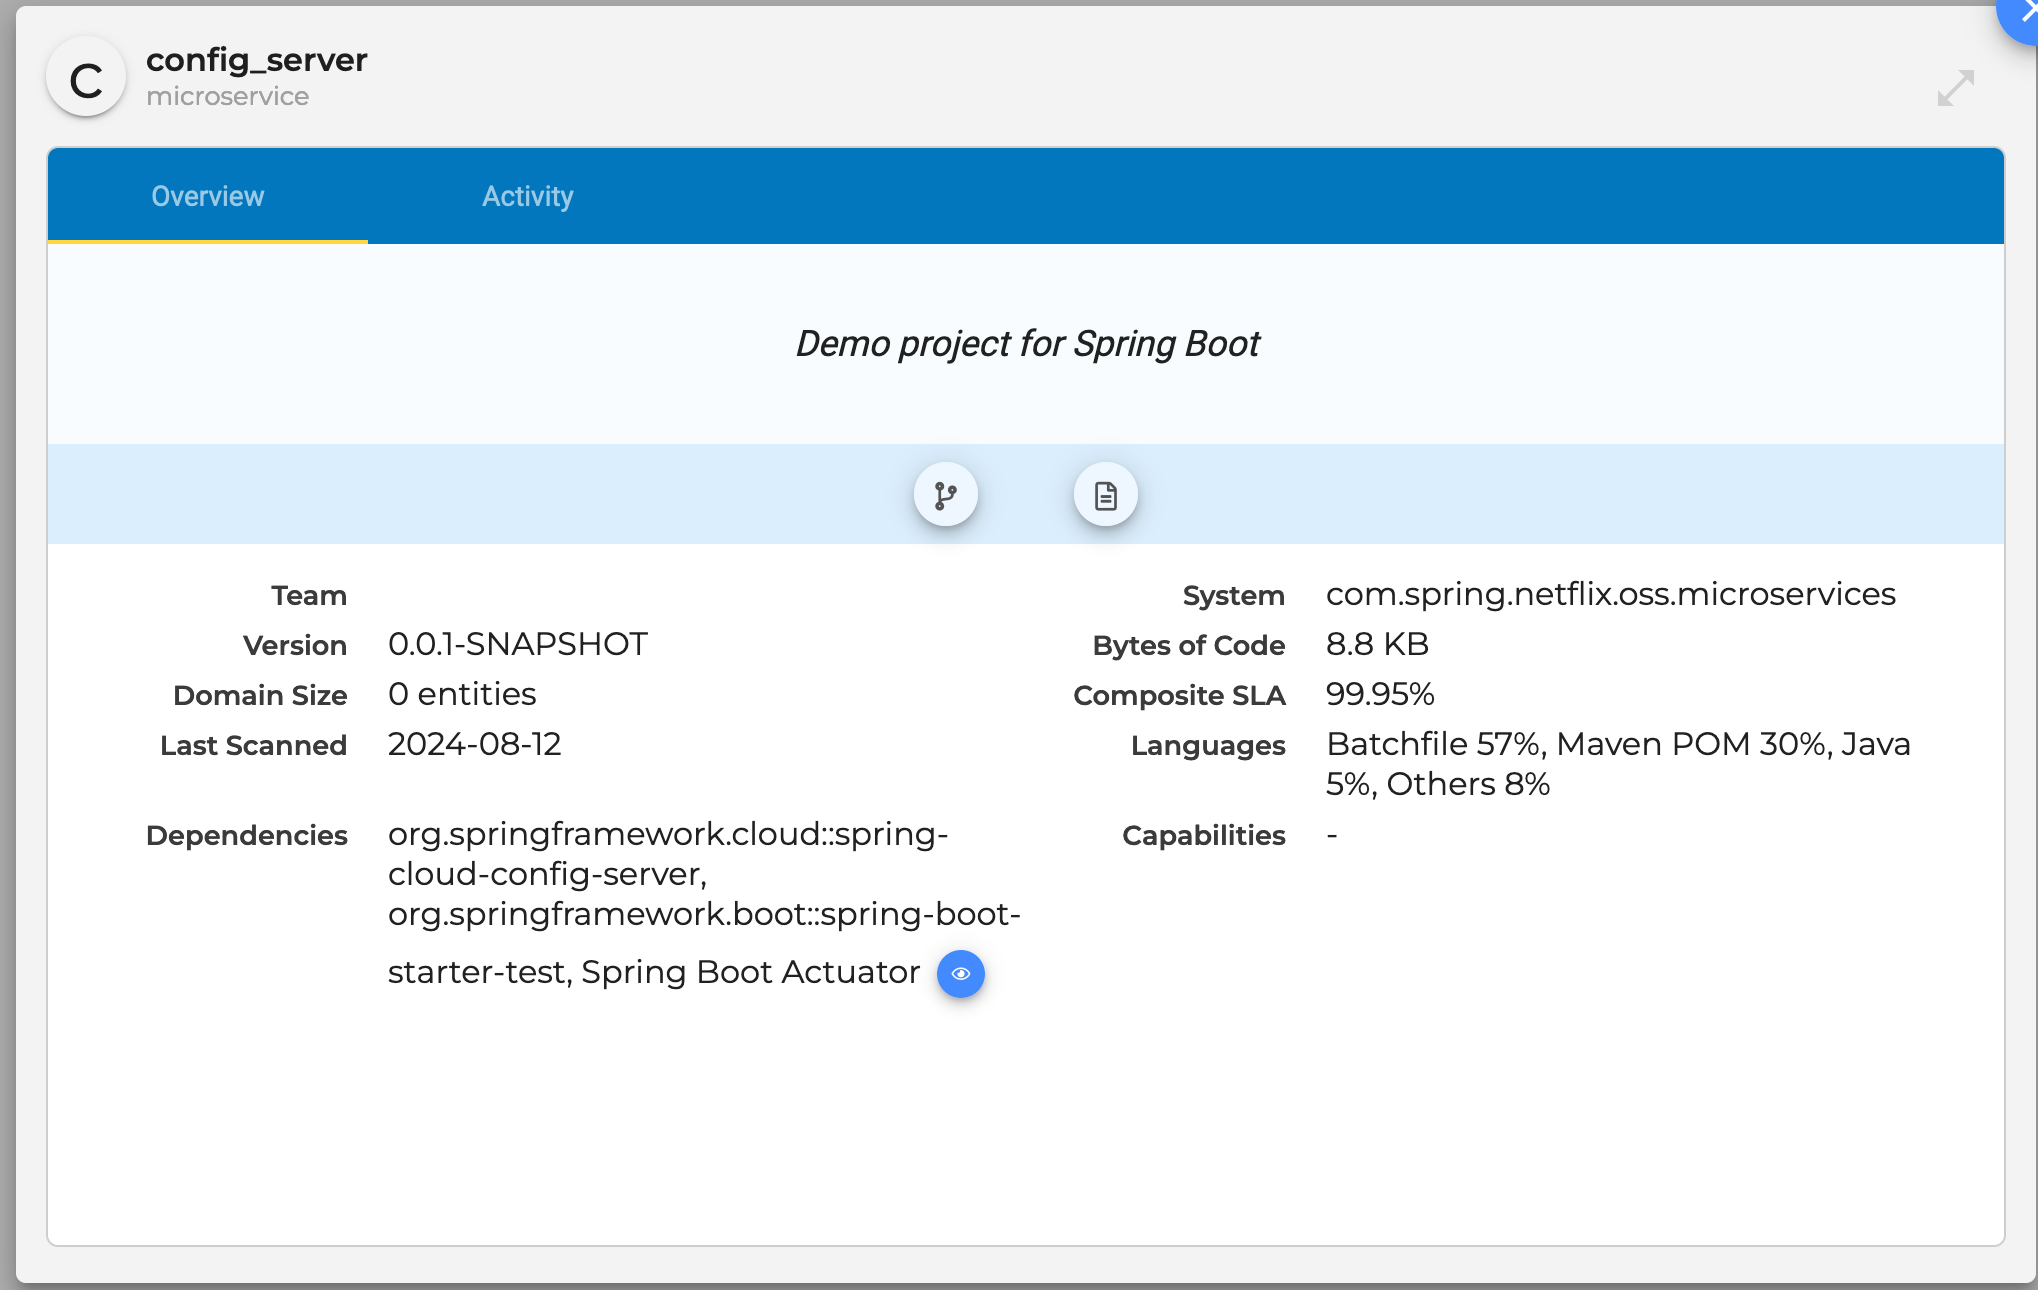 C
config_server
microservice
Overview
Activity
Demo project for Spring Boot
Team
System
com.spring.netflix.oss.microservices
Version
0.0.1-SNAPSHOT
Bytes of Code
8.8 KB
Domain Size
0 entities
Composite SLA
99.95%
Last Scanned
2024-08-12
Languages
Batchfile 57%, Maven POM 30%, Java
5%, Others 8%
Dependencies
org.springframework.cloud::spring-
cloud-config-server,
org.springframework.boot::spring-boot-
starter-test, Spring Boot Actuator
Capabilities
-